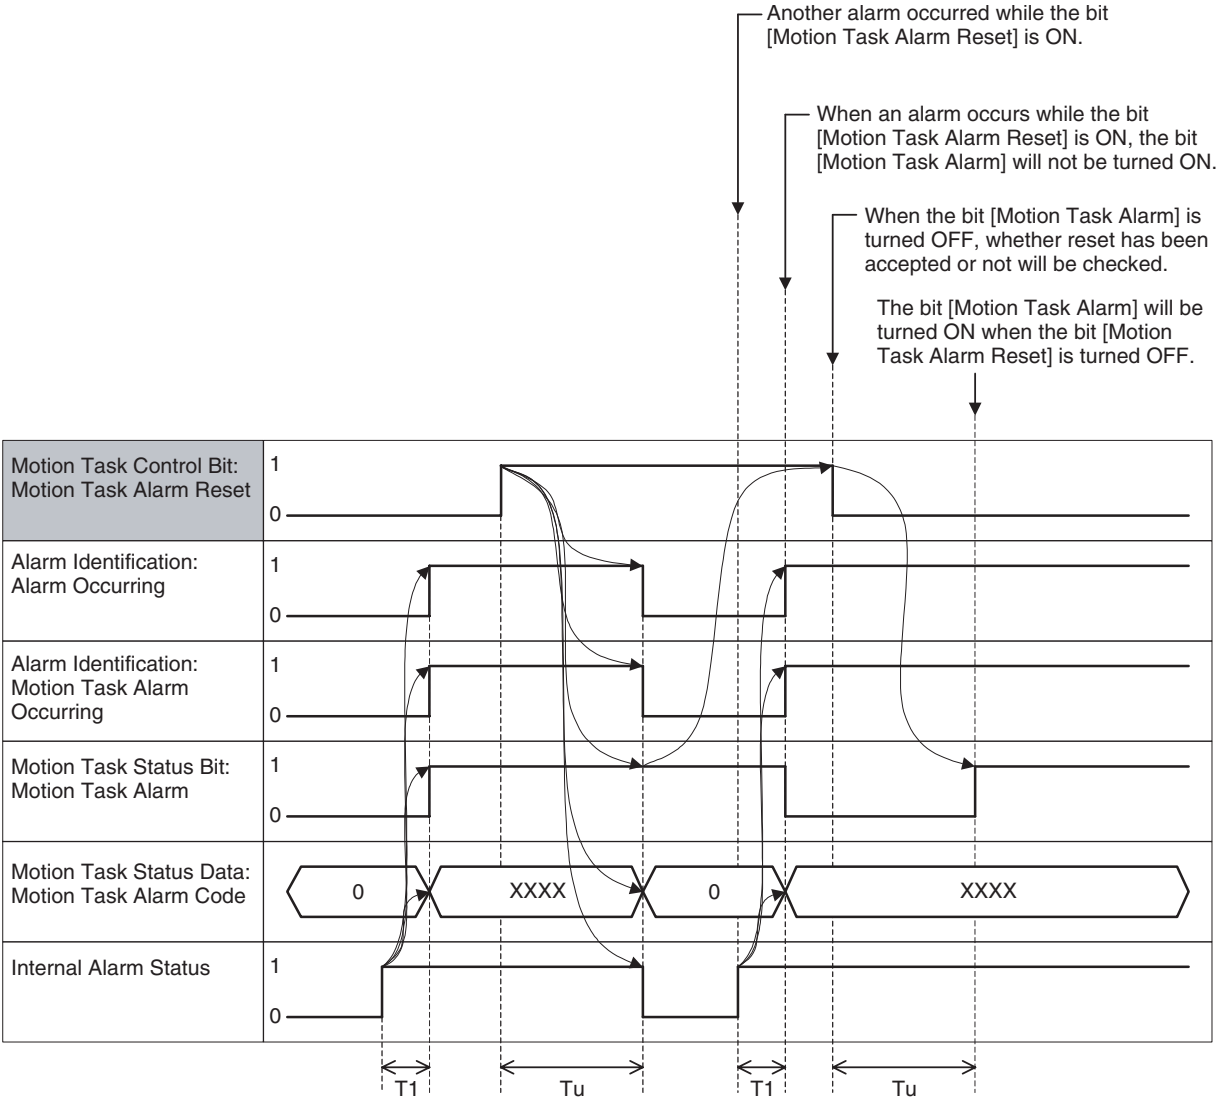 Another alarm occurred while the bit
[Motion Task Alarm Reset] is ON.
When an alarm occurs while the bit
[Motion Task Alarm Reset] is ON, the bit
[Motion Task Alarm] will not be turned ON.
When the bit [Motion Task Alarm] is
turned OFF, whether reset has been
accepted or not will be checked.
The bit [Motion Task Alarm] will be
turned ON when the bit [Motion
Task Alarm Reset] is turned OFF.
Motion Task Control Bit:
Motion Task Alarm Reset
1
0
Alarm Identification:
Alarm Occurring
1
0
Alarm Identification:
Motion Task Alarm
Occurring
1
0
Motion Task Status Bit:
Motion Task Alarm
1
0
Motion Task Status Data:
Motion Task Alarm Code
0
XXXX
0
XXXX
Internal Alarm Status
1
0
T1
Tu
T1
Tu